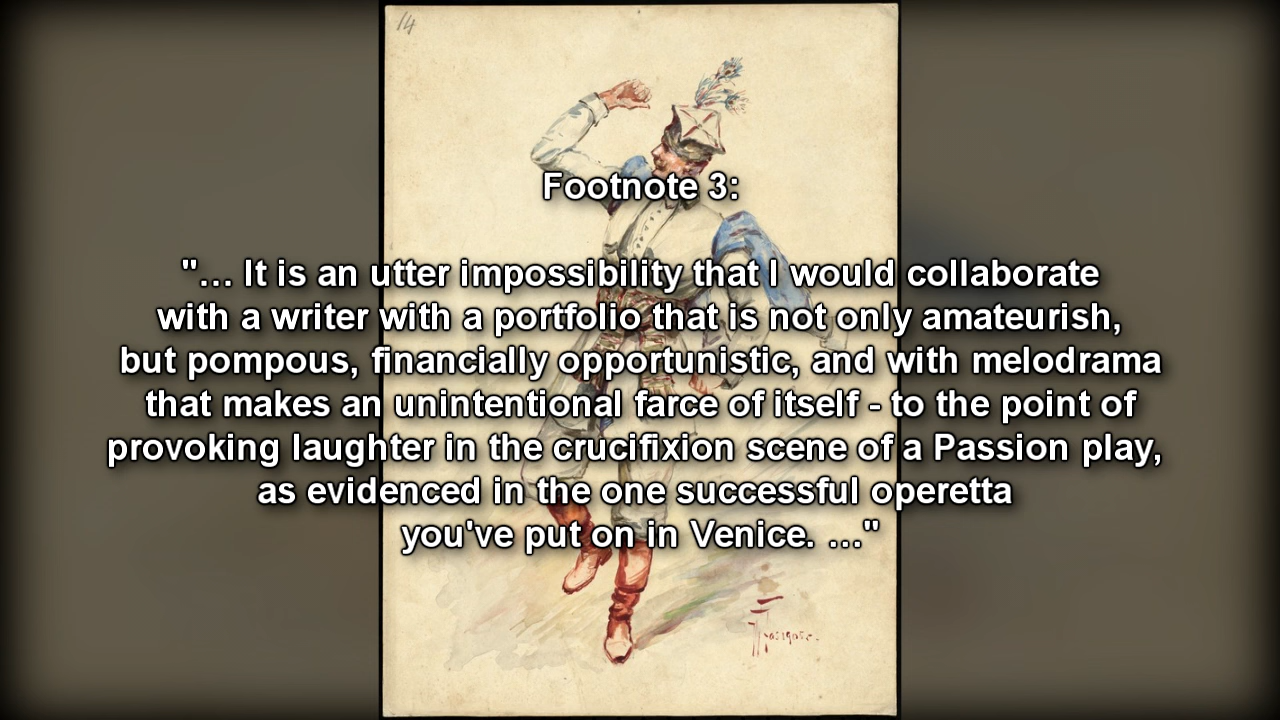 14
Footnote 3:
"... It is an utter impossibility that I would collaborate
with a writer with a portfolio that is not only amateurish,
but pompous, financially opportunistic, and with melodrama
that makes an unintentional farce of itself - to the point of
provoking laughter in the crucifixion scene of a Passion play,
as evidenced in the one successful operetta
you've put on in Venice. ..."